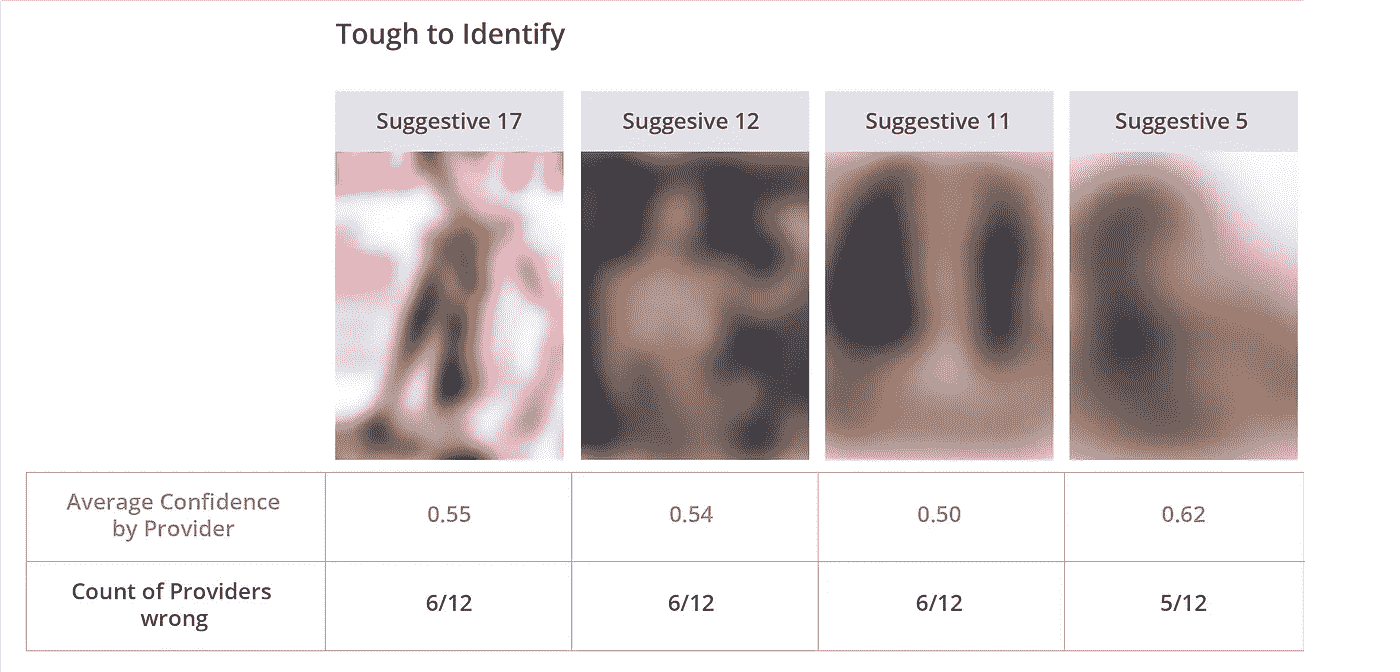 Tough to Identify
Suggestive 17
Suggesive 12
Suggestive 11
Suggestive 5
Average Confidence
by Provider
0.55
0.54
0.50
0.62
Count of Providers
wrong
6/12
6/12
6/12
5/12